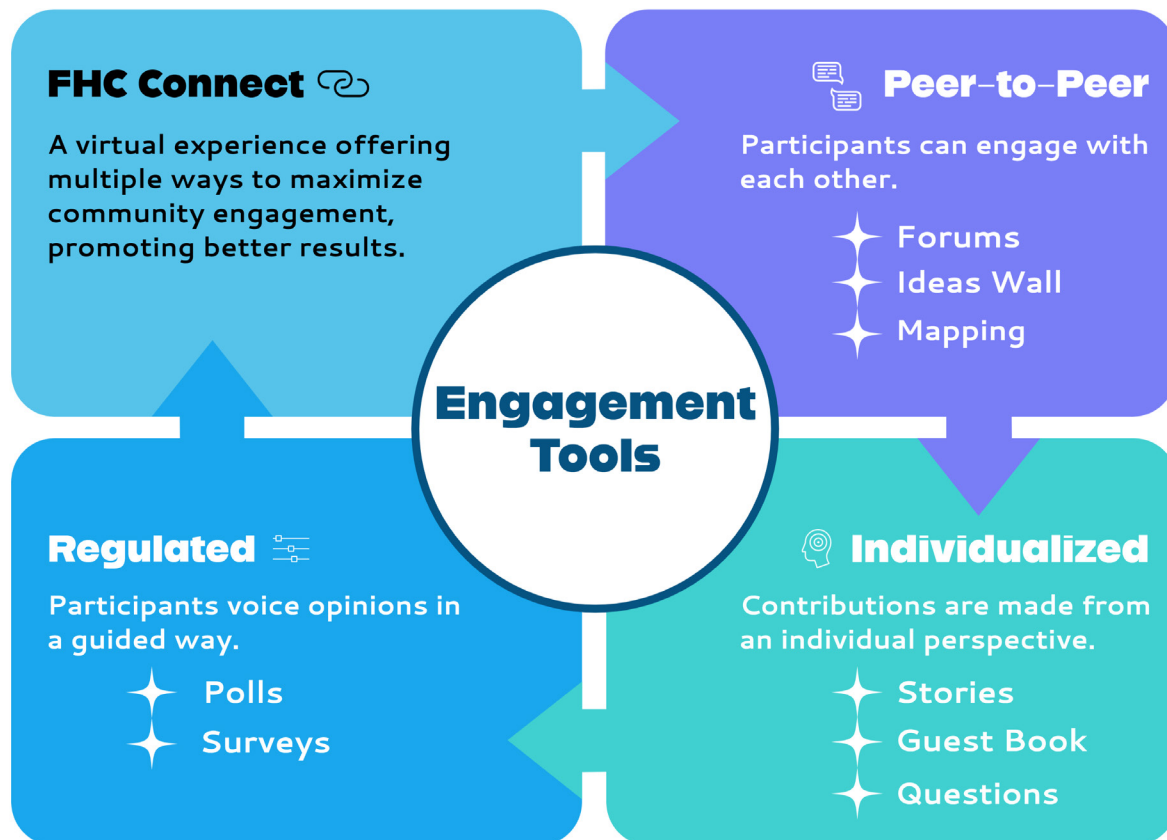 FHC Connect
A virtual experience offering
multiple ways to maximize
community engagement,
promoting better results.
Peer-to-Peer
Participants can engage with
each other.
Forums
Ideas Wall
Mapping
Engagement
Tools
Regulated
Participants voice opinions in
a guided way.
Polls
Surveys
Individualized
Contributions are made from
an individual perspective.
Stories
Guest Book
Questions